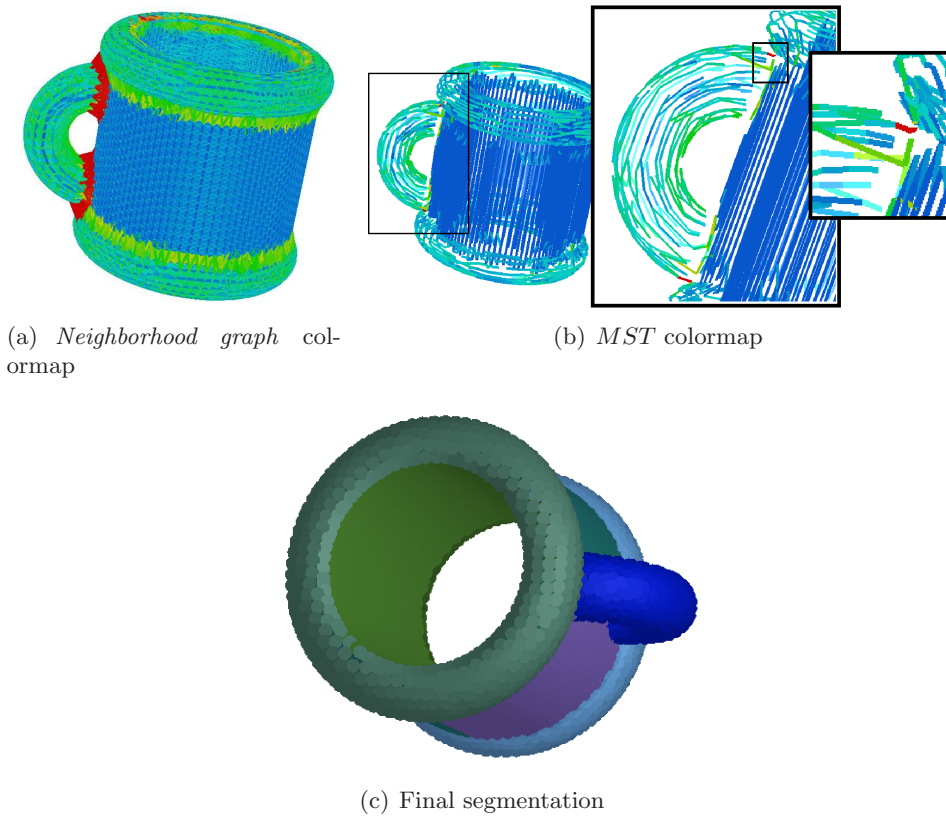 (a) Neighborhood graph col-
ormap
(b) MST colormap
(c) Final segmentation